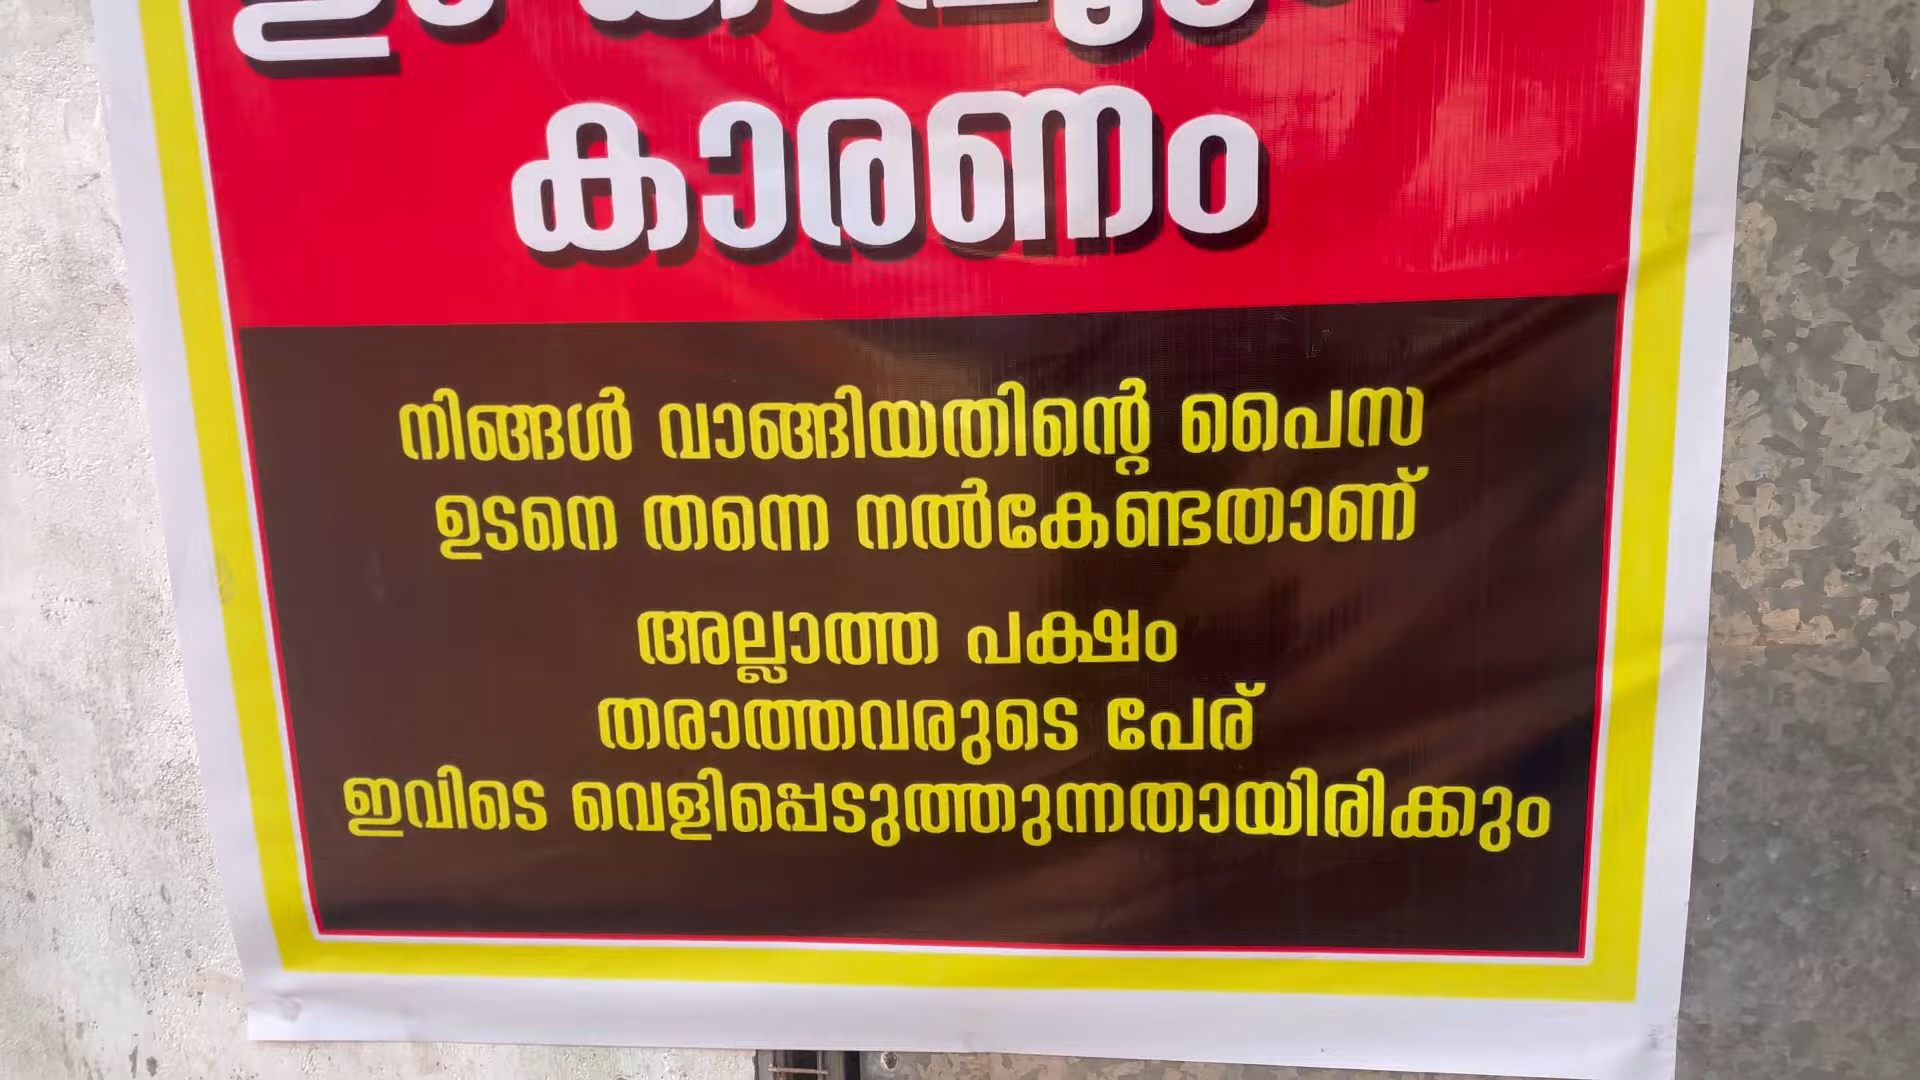 കാരണം
നിങ്ങൾ വാങ്ങിയതിന്റെ പൈസ
ഉടനെ തന്നെ നൽകേണ്ടതാണ്
അല്ലാത്ത പക്ഷം
തരാത്തവരുടെ പേര്
ഇവിടെ വെളിപ്പെടുത്തുന്നതായിരിക്കും